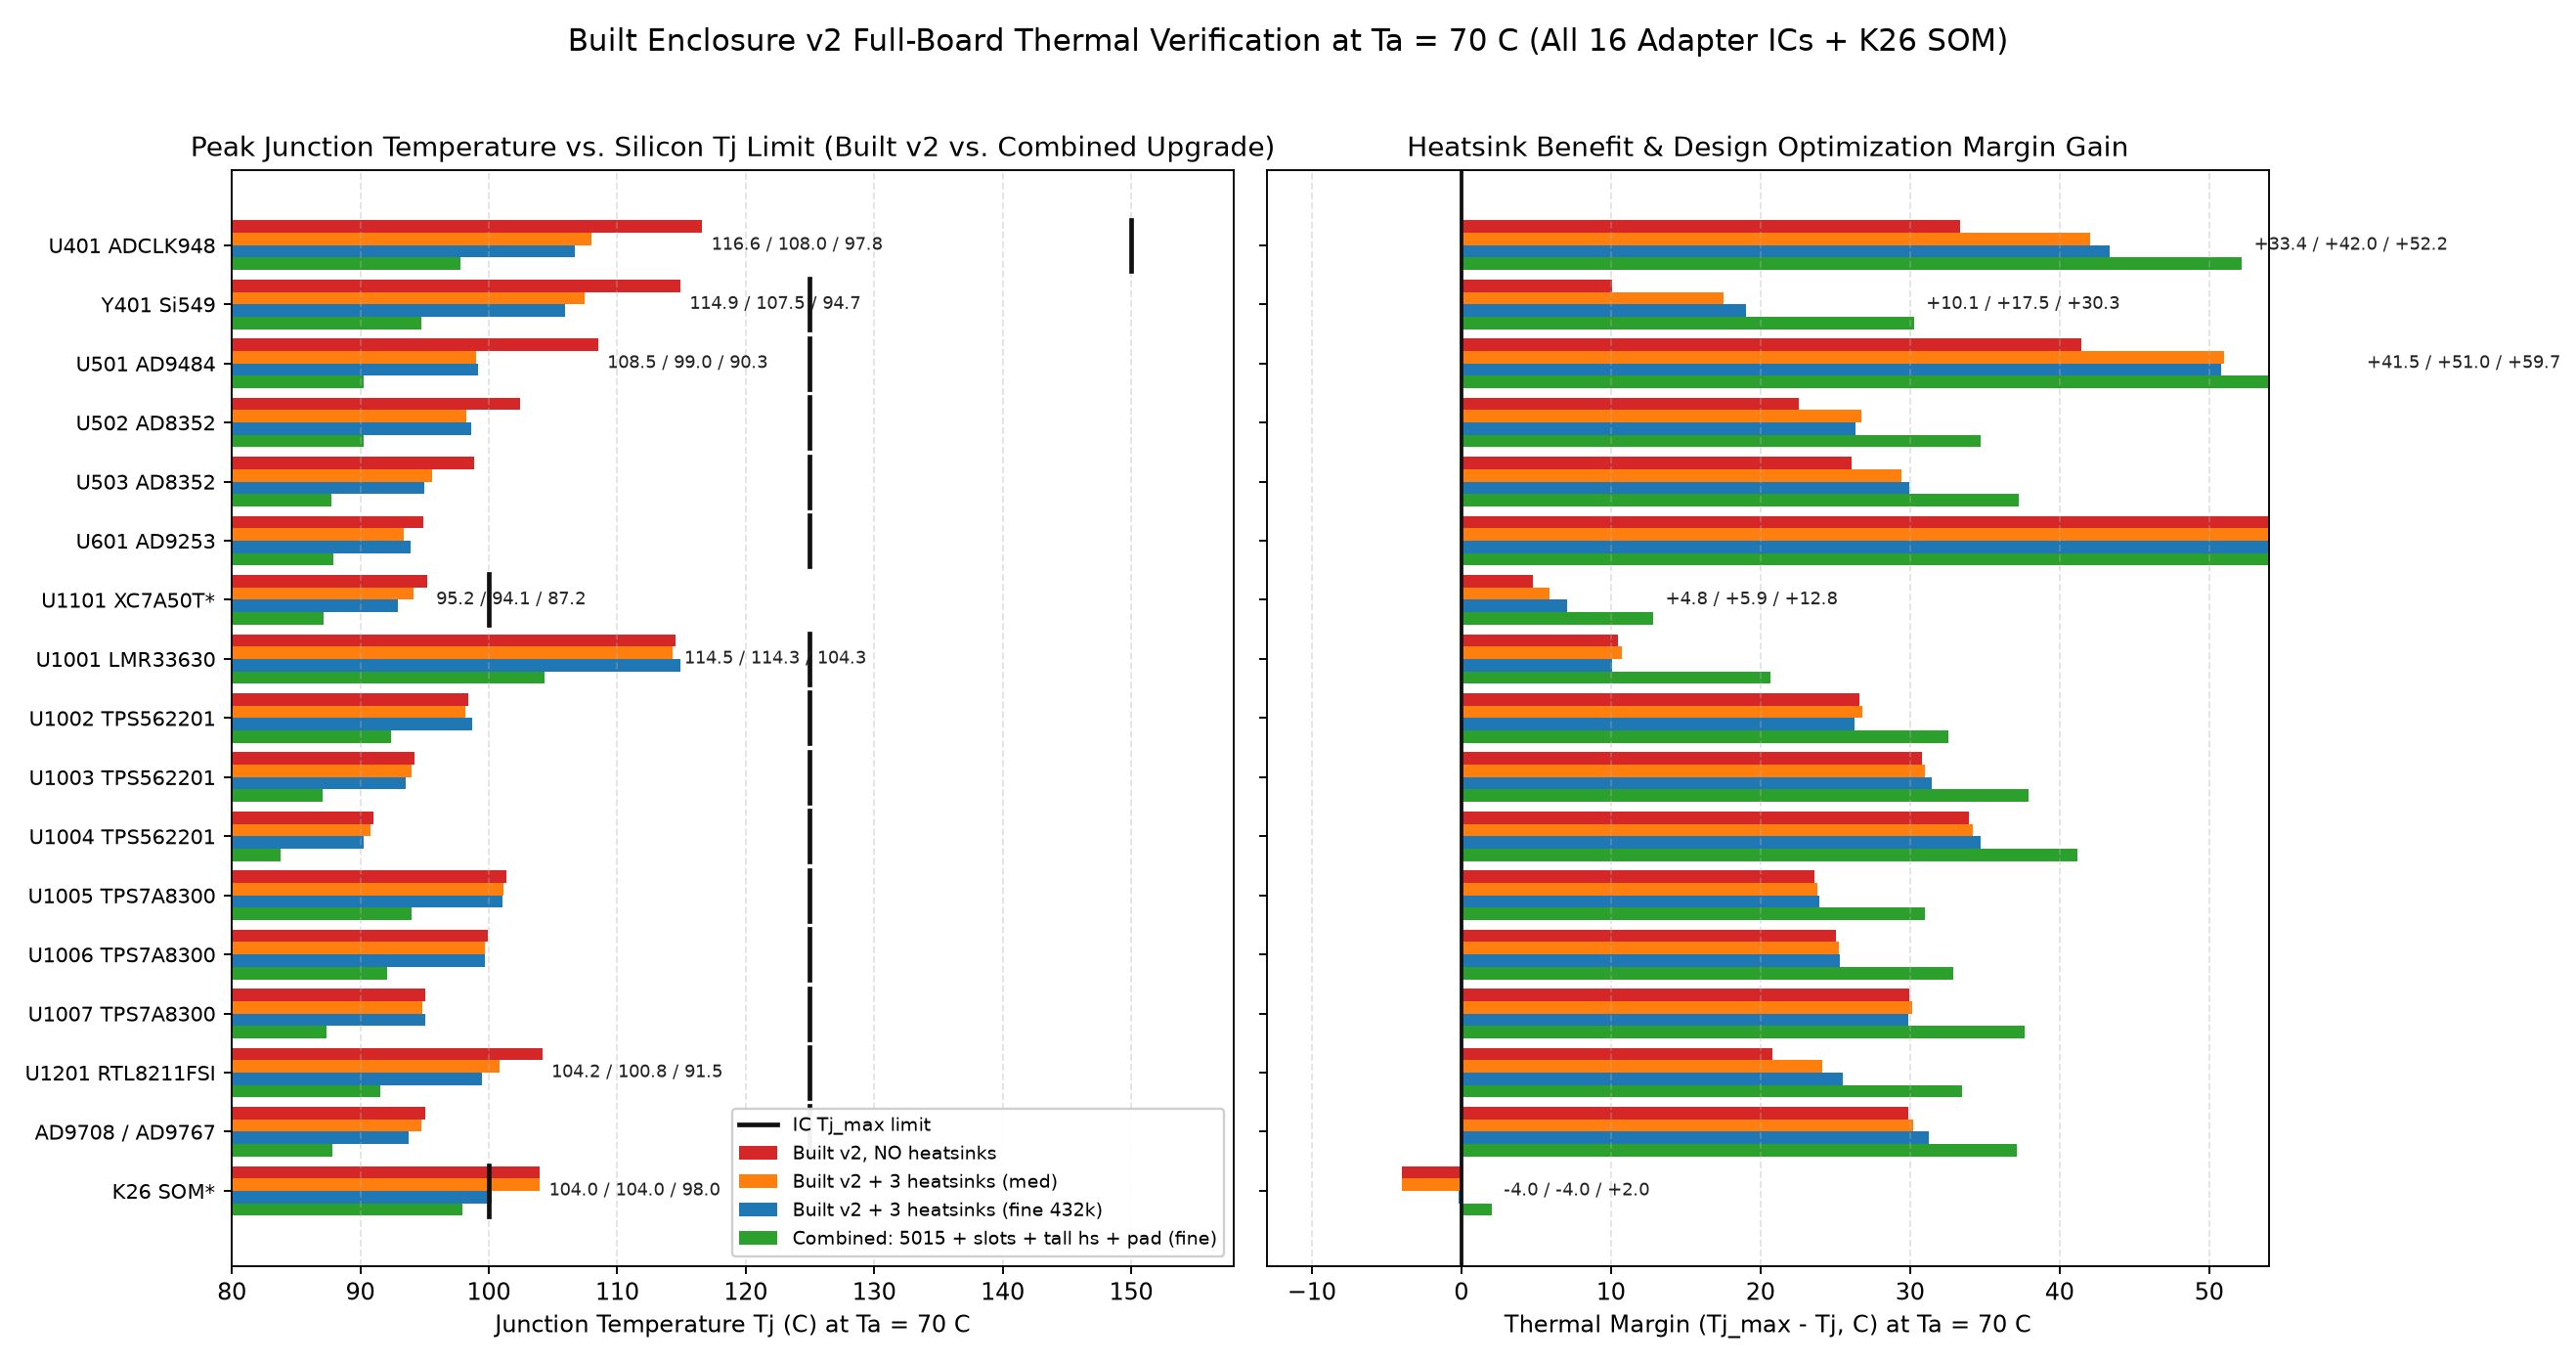 Built Enclosure v2 Full-Board Thermal Verification at Ta = 70 C (All 16 Adapter ICs + K26 SOM)
Peak Junction Temperature vs. Silicon Tj Limit (Built v2 vs. Combined Upgrade)
U401 ADCLK948
116.6 / 108.0 / 97.8
Y401 Si549
114.9 / 107.5 / 94.7
U501 AD9484
108.5 / 99.0 / 90.3
U502 AD8352
U503 AD8352
U601 AD9253
U1101 XC7A50T*
95.2 / 94.1 / 87.2
U1001 LMR33630
114.5 / 114.3 / 104.3
U1002 TPS562201
U1003 TPS562201
U1004 TPS562201
U1005 TPS7A8300
U1006 TPS7A8300
U1007 TPS7A8300
U1201 RTL8211FSI
104.2 / 100.8 / 91.5
AD9708 / AD9767
K26 SOM*
104.0 / 104.0 / 98.0
IC Tj_max limit
Built v2, NO heatsinks
Built v2 + 3 heatsinks (med)
Built v2 + 3 heatsinks (fine 432k)
Combined: 5015 + slots + tall hs + pad (fine)
80 90 100 110 120 130 140 150
Junction Temperature Tj (C) at Ta = 70 C
Heatsink Benefit & Design Optimization Margin Gain
+33.4 / +42.0 / +52.2
+10.1 / +17.5 / +30.3
+41.5 / +51.0 / +59.7
+4.8 / +5.9 / +12.8
-4.0 / -4.0 / +2.0
−10 0 10 20 30 40 50
Thermal Margin (Tj_max - Tj, C) at Ta = 70 C